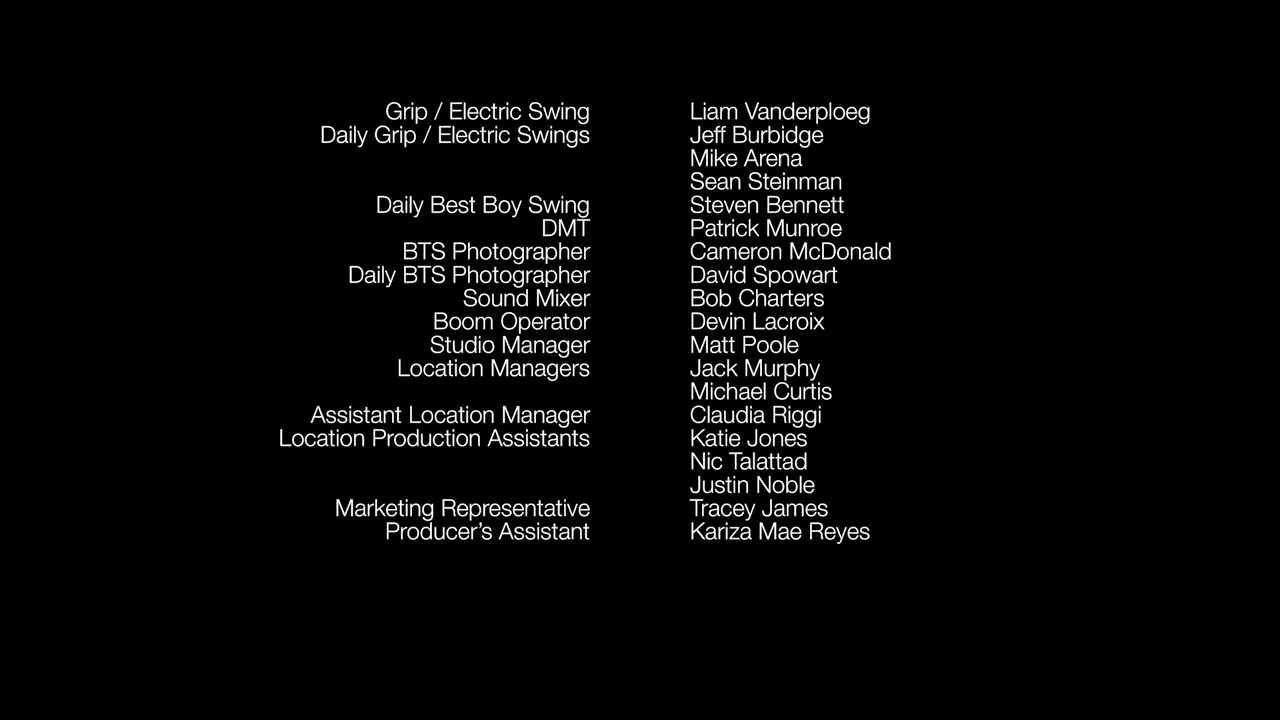 Grip / Electric Swing Liam Vanderploeg
Daily Grip / Electric Swings Jeff Burbidge
Mike Arena
Sean Steinman
Daily Best Boy Swing Steven Bennett
DMT Patrick Munroe
BTS Photographer Cameron McDonald
Daily BTS Photographer David Spowart
Sound Mixer Bob Charters
Boom Operator Devin Lacroix
Studio Manager Matt Poole
Location Managers Jack Murphy
Michael Curtis
Assistant Location Manager Claudia Riggi
Location Production Assistants Katie Jones
Nic Talattad
Justin Noble
Marketing Representative Tracey James
Producer’s Assistant Kariza Mae Reyes